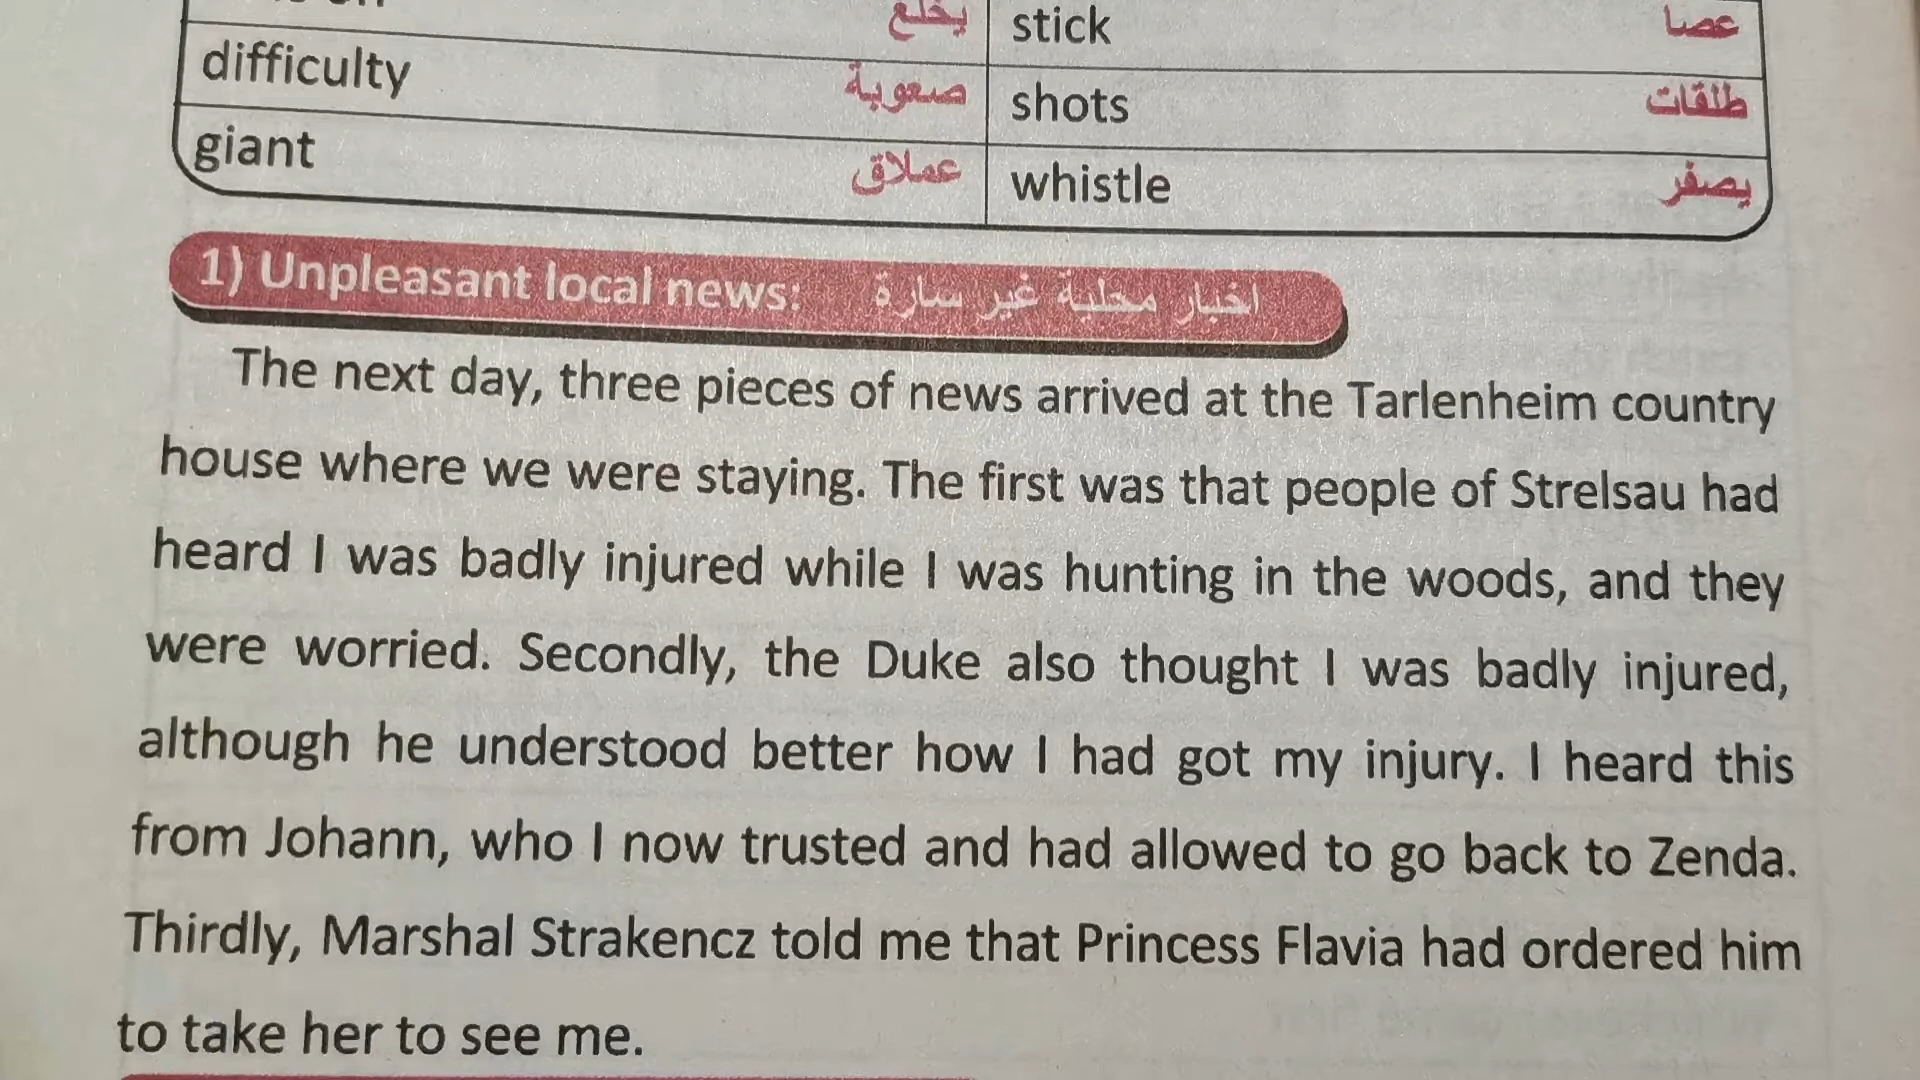 يخلع stick عصا
difficulty صعوبة shots طلقات
giant عملاق whistle يصفر
1) Unpleasant local news: اخبار محلية غير سارة
The next day, three pieces of news arrived at the Tarlenheim country
house where we were staying. The first was that people of Strelsau had
heard I was badly injured while I was hunting in the woods, and they
were worried. Secondly, the Duke also thought I was badly injured,
although he understood better how I had got my injury. I heard this
from Johann, who I now trusted and had allowed to go back to Zenda.
Thirdly, Marshal Strakencz told me that Princess Flavia had ordered him
to take her to see me.